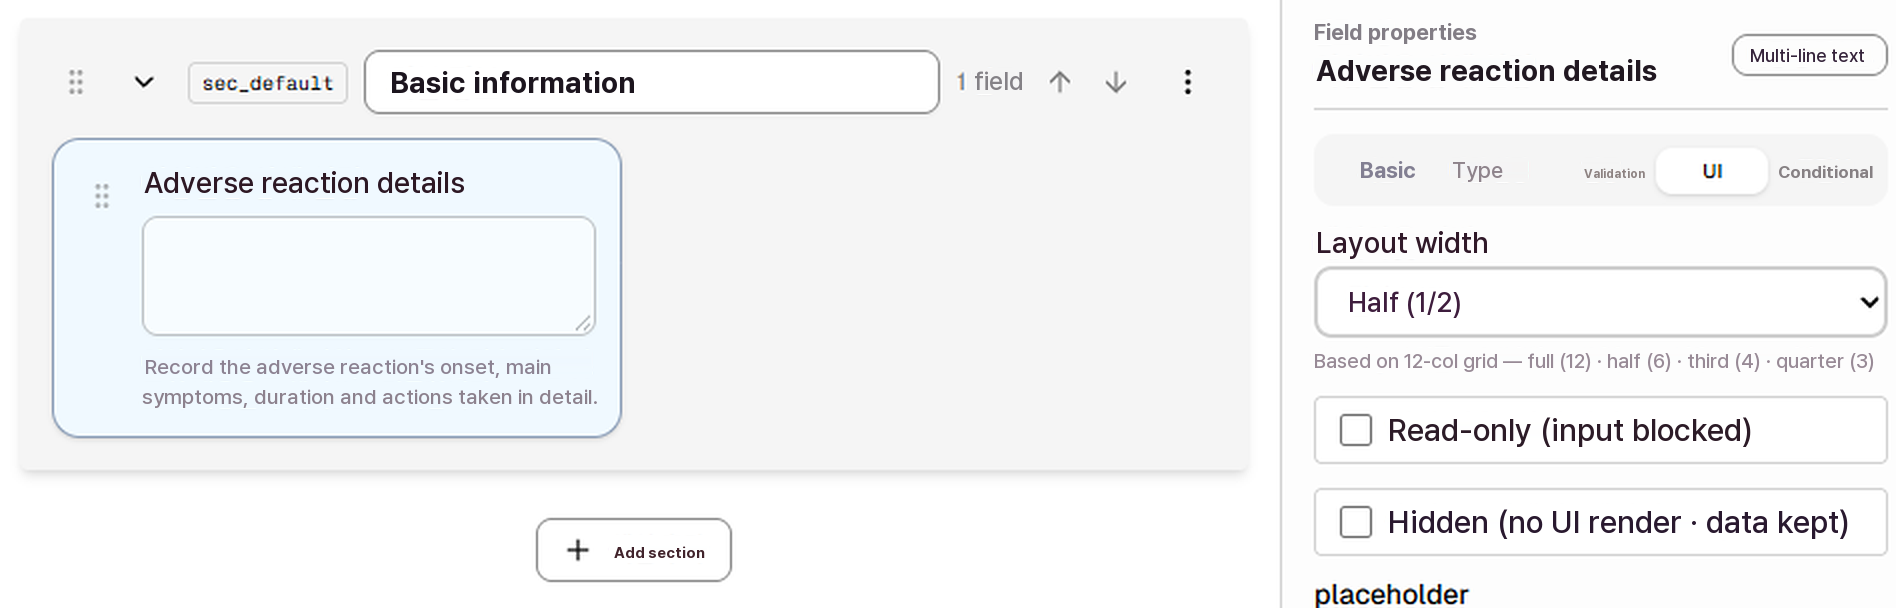 sec_default
Basic information
1 field
Adverse reaction details
Record the adverse reaction's onset, main
symptoms, duration and actions taken in detail.
Add section
Field properties
Adverse reaction details
Multi-line text
Basic Type Validation UI Conditional
Layout width
Half (1/2)
Based on 12-col grid — full (12) · half (6) · third (4) · quarter (3)
Read-only (input blocked)
Hidden (no UI render · data kept)
placeholder